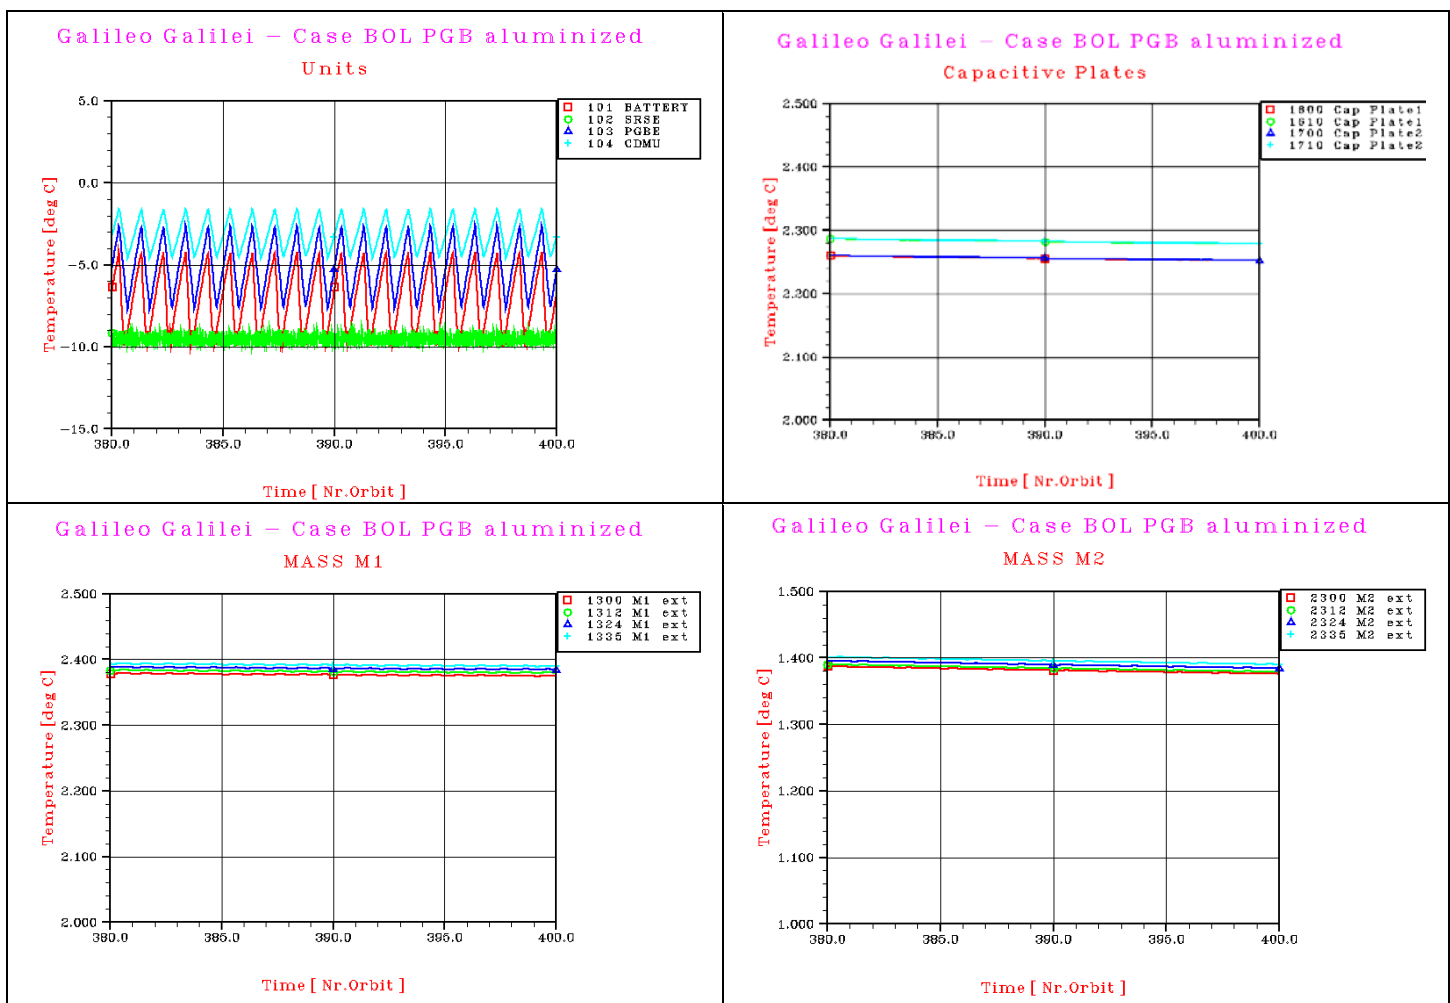 Galileo Galilei – Case BOL PGB aluminized
Units
5.0
0.0
−5.0
−10.0
−15.0
380.0
385.0
390.0
395.0
400.0
Temperature [deg C]
Time [ Nr.Orbit ]
101 BATTERY
102 SRSE
103 PGBE
104 CDMU
Galileo Galilei – Case BOL PGB aluminized
Capacitive Plates
2.500
2.400
2.300
2.200
2.100
2.000
380.0
385.0
390.0
395.0
400.0
Temperature [deg C]
Time [ Nr.Orbit ]
1600 Cap Plate1
1610 Cap Plate1
1700 Cap Plate2
1710 Cap Plate2
Galileo Galilei – Case BOL PGB aluminized
MASS M1
2.500
2.400
2.300
2.200
2.100
2.000
380.0
385.0
390.0
395.0
400.0
Temperature [deg C]
Time [ Nr.Orbit ]
1300 M1 ext
1312 M1 ext
1324 M1 ext
1335 M1 ext
Galileo Galilei – Case BOL PGB aluminized
MASS M2
1.500
1.400
1.300
1.200
1.100
1.000
380.0
385.0
390.0
395.0
400.0
Temperature [deg C]
Time [ Nr.Orbit ]
2300 M2 ext
2312 M2 ext
2324 M2 ext
2335 M2 ext